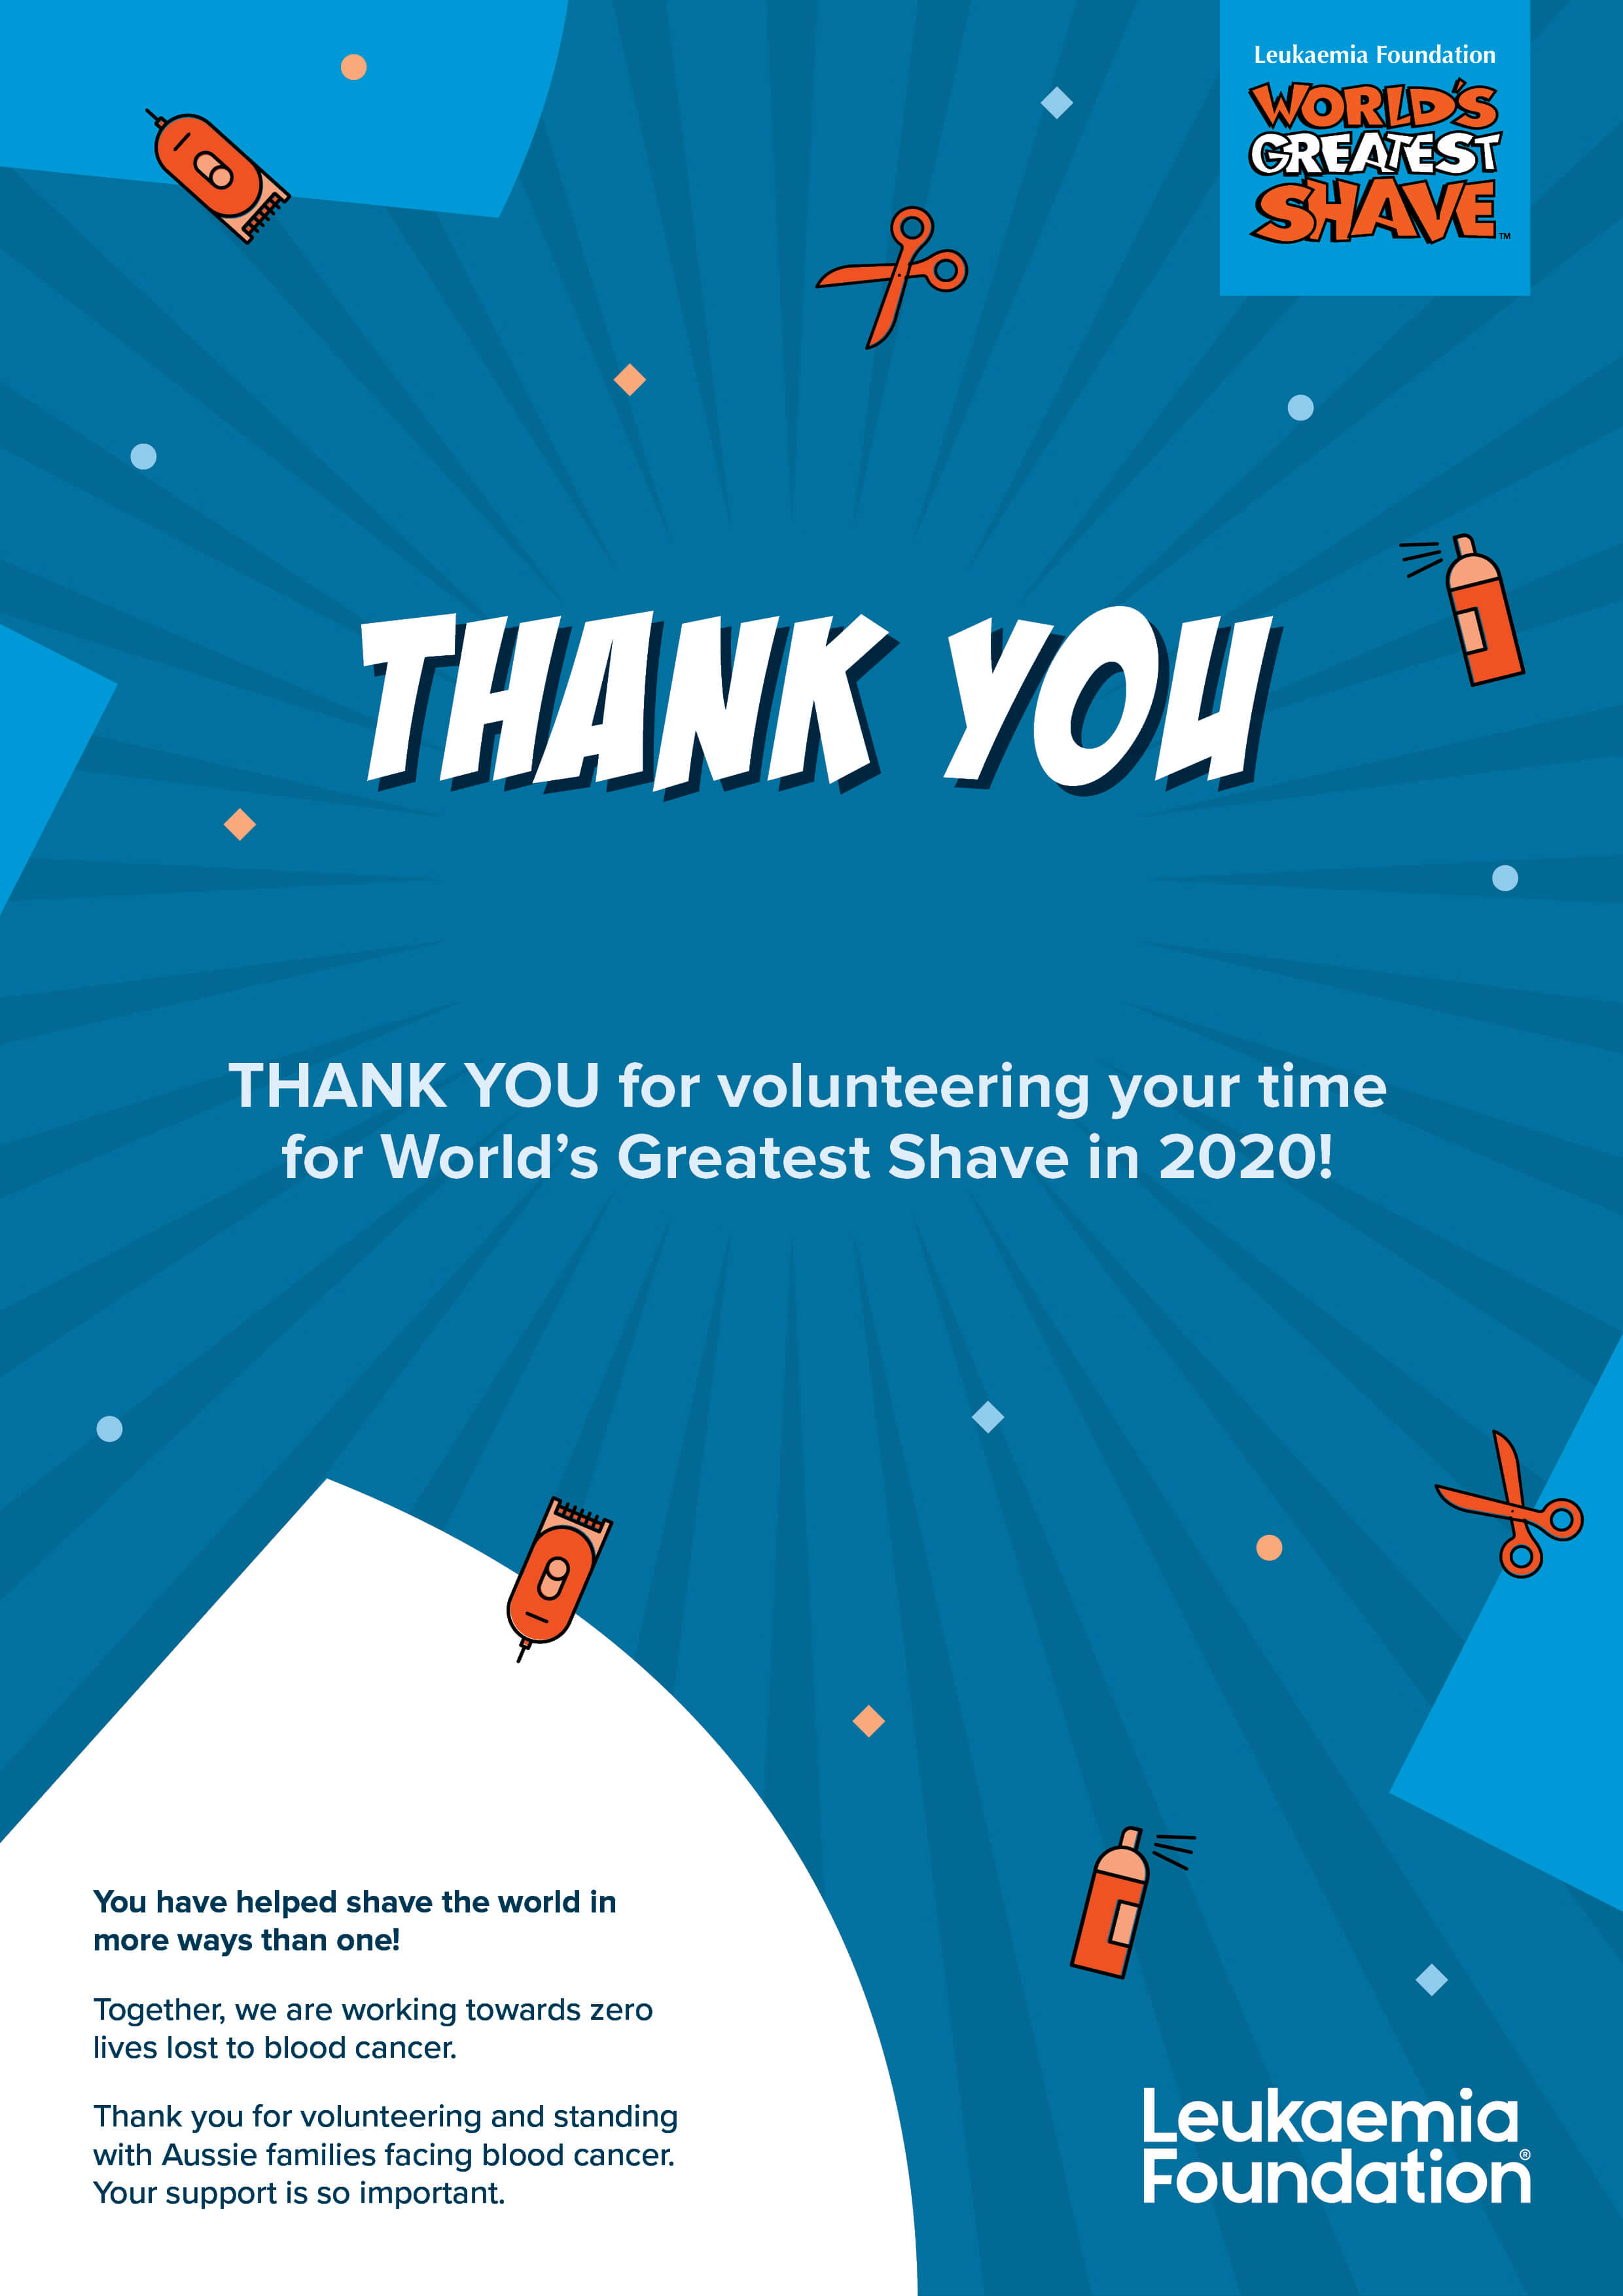 Leukaemia Foundation
WORLD'S
GREATEST
SHAVE™
THANK YOU
THANK YOU for volunteering your time
for World’s Greatest Shave in 2020!
You have helped shave the world in
more ways than one!
Together, we are working towards zero
lives lost to blood cancer.
Thank you for volunteering and standing
with Aussie families facing blood cancer.
Your support is so important.
Leukaemia
Foundation®